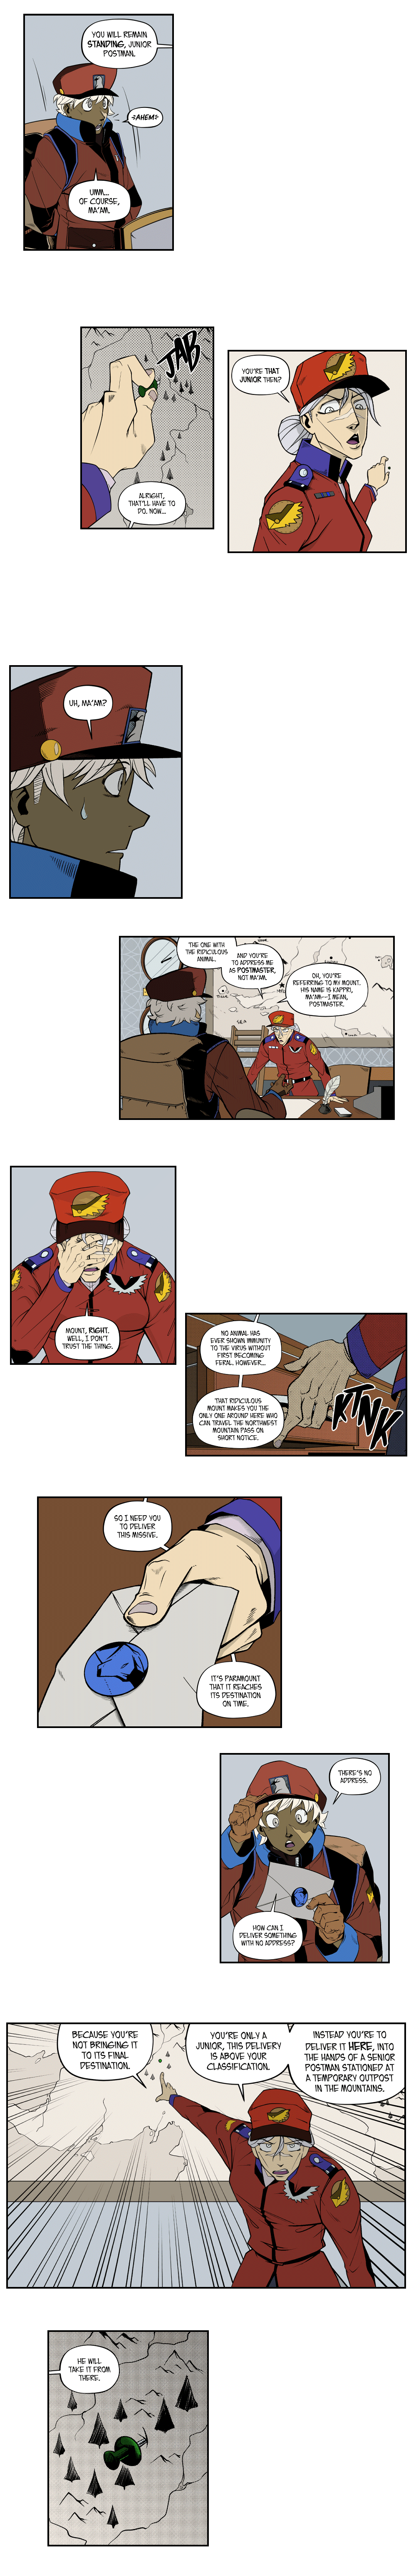 YOU WILL REMAIN
STANDING, JUNIOR
POSTMAN.
<AHEM>
UMM...
OF COURSE,
MA'AM.
JAB
ALRIGHT,
THAT'LL HAVE TO
DO. NOW...
YOU'RE THAT
JUNIOR THEN?
UH, MA'AM?
THE ONE WITH
THE RIDICULOUS
ANIMAL.
AND YOU'RE
TO ADDRESS ME
AS POSTMASTER,
NOT MA'AM.
OH, YOU'RE
REFERRING TO MY MOUNT.
HIS NAME IS KAPPRI,
MA'AM--I MEAN,
POSTMASTER.
SEA
MOUNT, RIGHT.
WELL, I DON'T
TRUST THE THING.
NO ANIMAL HAS
EVER SHOWN IMMUNITY
TO THE VIRUS WITHOUT
FIRST BECOMING
FERAL. HOWEVER...
THAT RIDICULOUS
MOUNT MAKES YOU THE
ONLY ONE AROUND HERE WHO
CAN TRAVEL THE NORTHWEST
MOUNTAIN PASS ON
SHORT NOTICE.
KTNK
SO I NEED YOU
TO DELIVER
THIS MISSIVE.
IT'S PARAMOUNT
THAT IT REACHES
ITS DESTINATION
ON TIME.
THERE'S NO
ADDRESS.
HOW CAN I
DELIVER SOMETHING
WITH NO ADDRESS?
BECAUSE YOU'RE
NOT BRINGING IT
TO ITS FINAL
DESTINATION.
YOU'RE ONLY A
JUNIOR, THIS DELIVERY
IS ABOVE YOUR
CLASSIFICATION.
INSTEAD YOU'RE TO
DELIVER IT HERE, INTO
THE HANDS OF A SENIOR
POSTMAN STATIONED AT
A TEMPORARY OUTPOST
IN THE MOUNTAINS.
HE WILL
TAKE IT FROM
THERE.